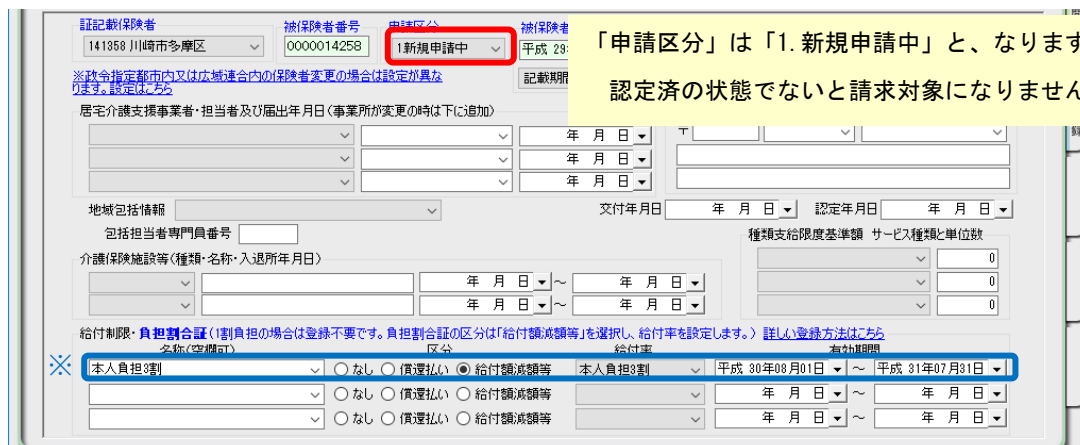 証記載保険者 被保険者番号 申請区分 被保険者
141358 川崎市多摩区 0000014258 1新規申請中 平成 29
「申請区分」は「1.新規申請中」と、なります
認定済の状態でないと請求対象になりません
※政令指定都市内又は広域連合内の保険者変更の場合は設定が異な
ります。設定はこちら
記載期間
居宅介護支援事業者・担当者及び届出年月日(事業所が変更の時は下に追加)
年 月 日 〒
年 月 日
年 月 日
地域包括情報 交付年月日 年 月 日 認定年月日 年 月 日
包括担当者専門員番号 種類支給限度基準額 サービス種類と単位数
介護保険施設等(種類・名称・入退所年月日) 0
年 月 日 ～ 年 月 日 0
年 月 日 ～ 年 月 日 0
給付制限・負担割合証(1割負担の場合は登録不要です。負担割合証の区分は「給付額減額等」を選択し、給付率を設定します。) 詳しい登録方法はこちら
名称(空欄可) 区分 給付率 有効期間
※ 本人負担3割 なし 償還払い 給付額減額等 本人負担3割 平成 30年08月01日 ～ 平成 31年07月31日
なし 償還払い 給付額減額等 年 月 日 ～ 年 月 日
なし 償還払い 給付額減額等 年 月 日 ～ 年 月 日